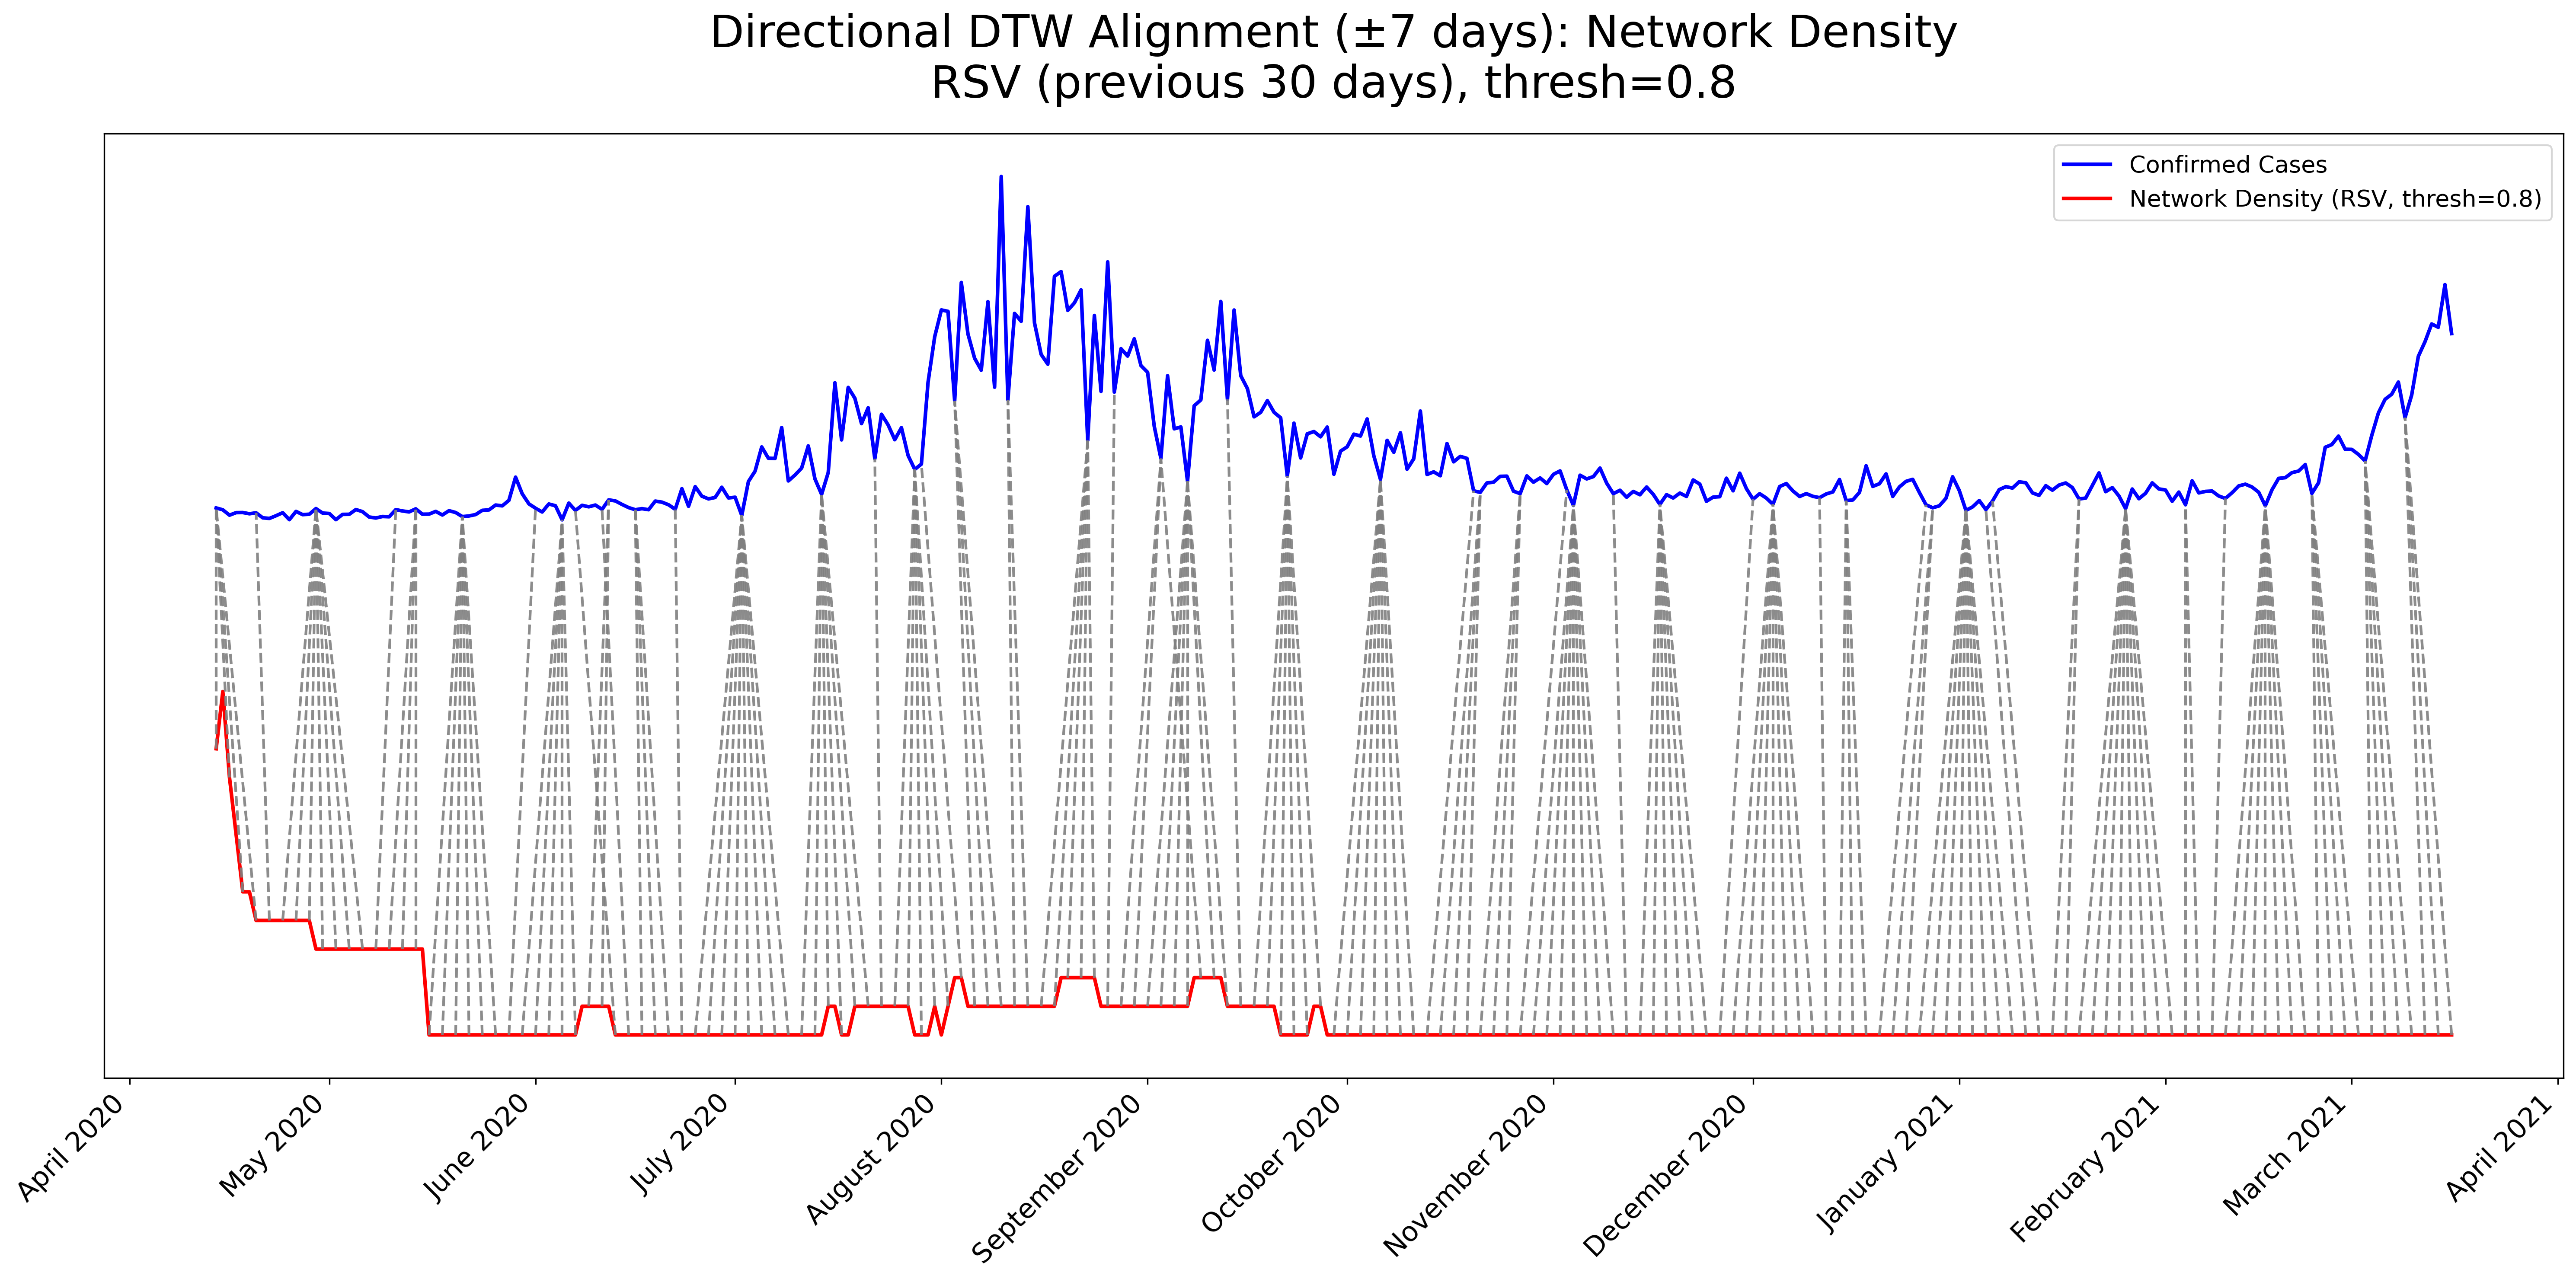 Directional DTW Alignment (±7 days): Network Density
RSV (previous 30 days), thresh=0.8
Confirmed Cases
Network Density (RSV, thresh=0.8)
April 2020
May 2020
June 2020
July 2020
August 2020
September 2020
October 2020
November 2020
December 2020
January 2021
February 2021
March 2021
April 2021